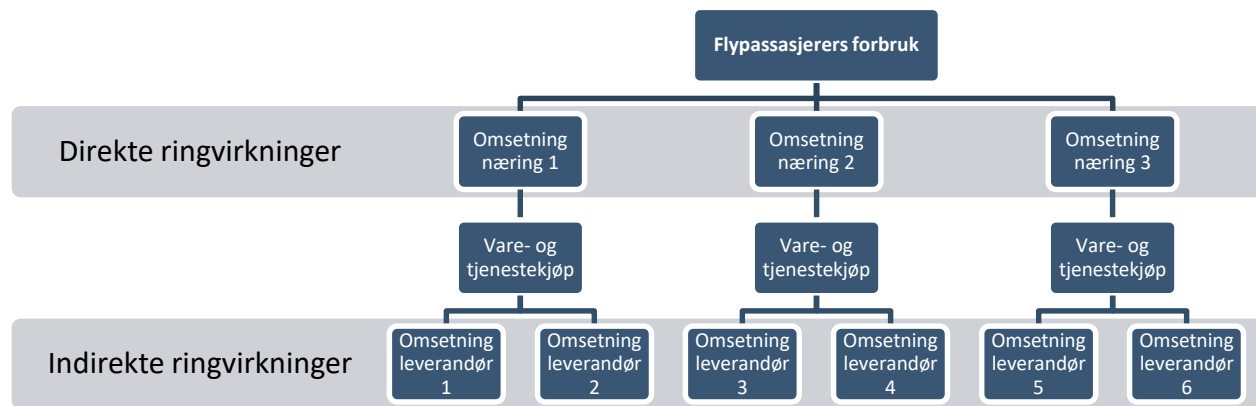 Flypassasjerers forbruk
Direkte ringvirkninger
Omsetning
næring 1
Omsetning
næring 2
Omsetning
næring 3
Vare- og
tjenestekjøp
Vare- og
tjenestekjøp
Vare- og
tjenestekjøp
Indirekte ringvirkninger
Omsetning
leverandør
1
Omsetning
leverandør
2
Omsetning
leverandør
3
Omsetning
leverandør
4
Omsetning
leverandør
5
Omsetning
leverandør
6